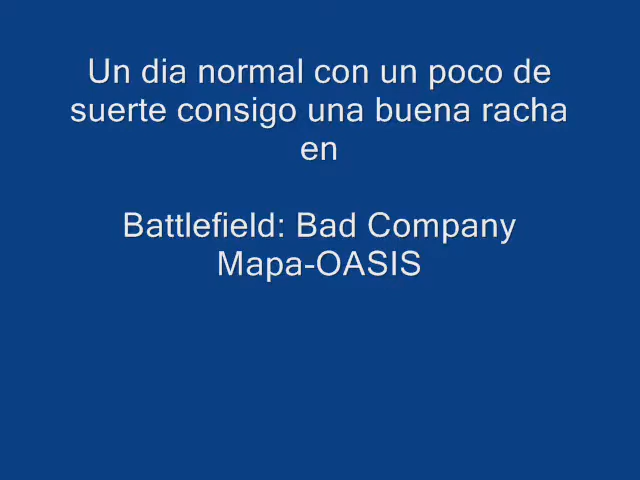 Un dia normal con un poco de
suerte consigo una buena racha
en
Battlefield: Bad Company
Mapa-OASIS